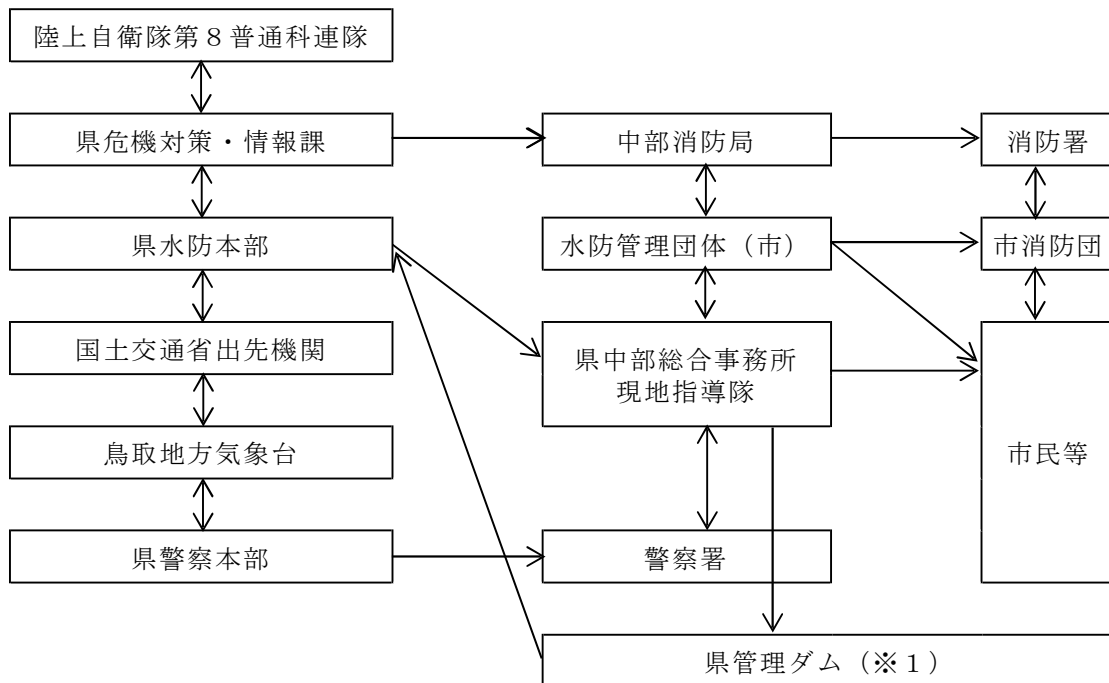 陸上自衛隊第８普通科連隊
県危機対策・情報課
中部消防局
消防署
県水防本部
水防管理団体（市）
市消防団
国土交通省出先機関
県中部総合事務所
現地指導隊
鳥取地方気象台
市民等
県警察本部
警察署
県管理ダム（※１）